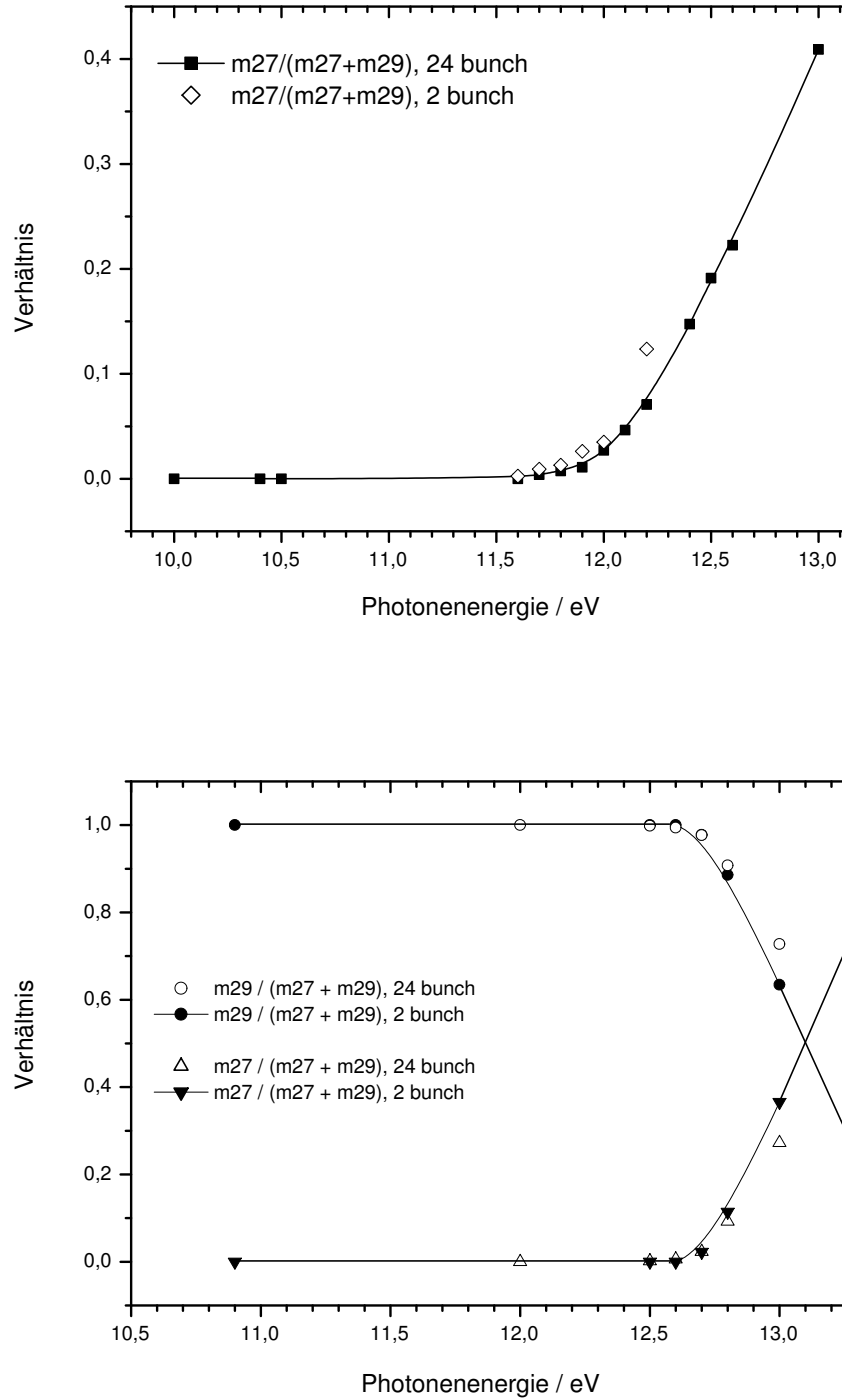 0,4
0,3
0,2
0,1
0,0
Verhältnis
m27/(m27+m29), 24 bunch
m27/(m27+m29), 2 bunch
10,0 10,5 11,0 11,5 12,0 12,5 13,0
Photonenenergie / eV
1,0
0,8
0,6
0,4
0,2
0,0
Verhältnis
m29 / (m27 + m29), 24 bunch
m29 / (m27 + m29), 2 bunch
m27 / (m27 + m29), 24 bunch
m27 / (m27 + m29), 2 bunch
10,5 11,0 11,5 12,0 12,5 13,0
Photonenenergie / eV